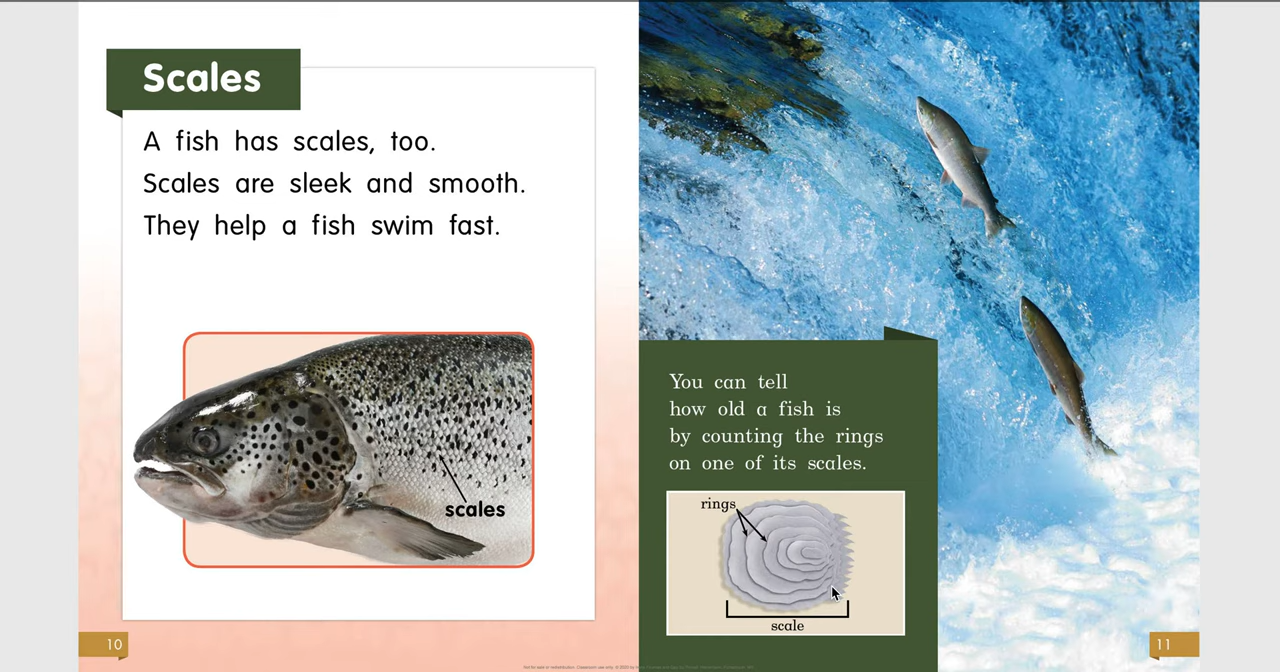 Scales
A fish has scales, too.
Scales are sleek and smooth.
They help a fish swim fast.
scales
10
You can tell
how old a fish is
by counting the rings
on one of its scales.
rings
scale
11